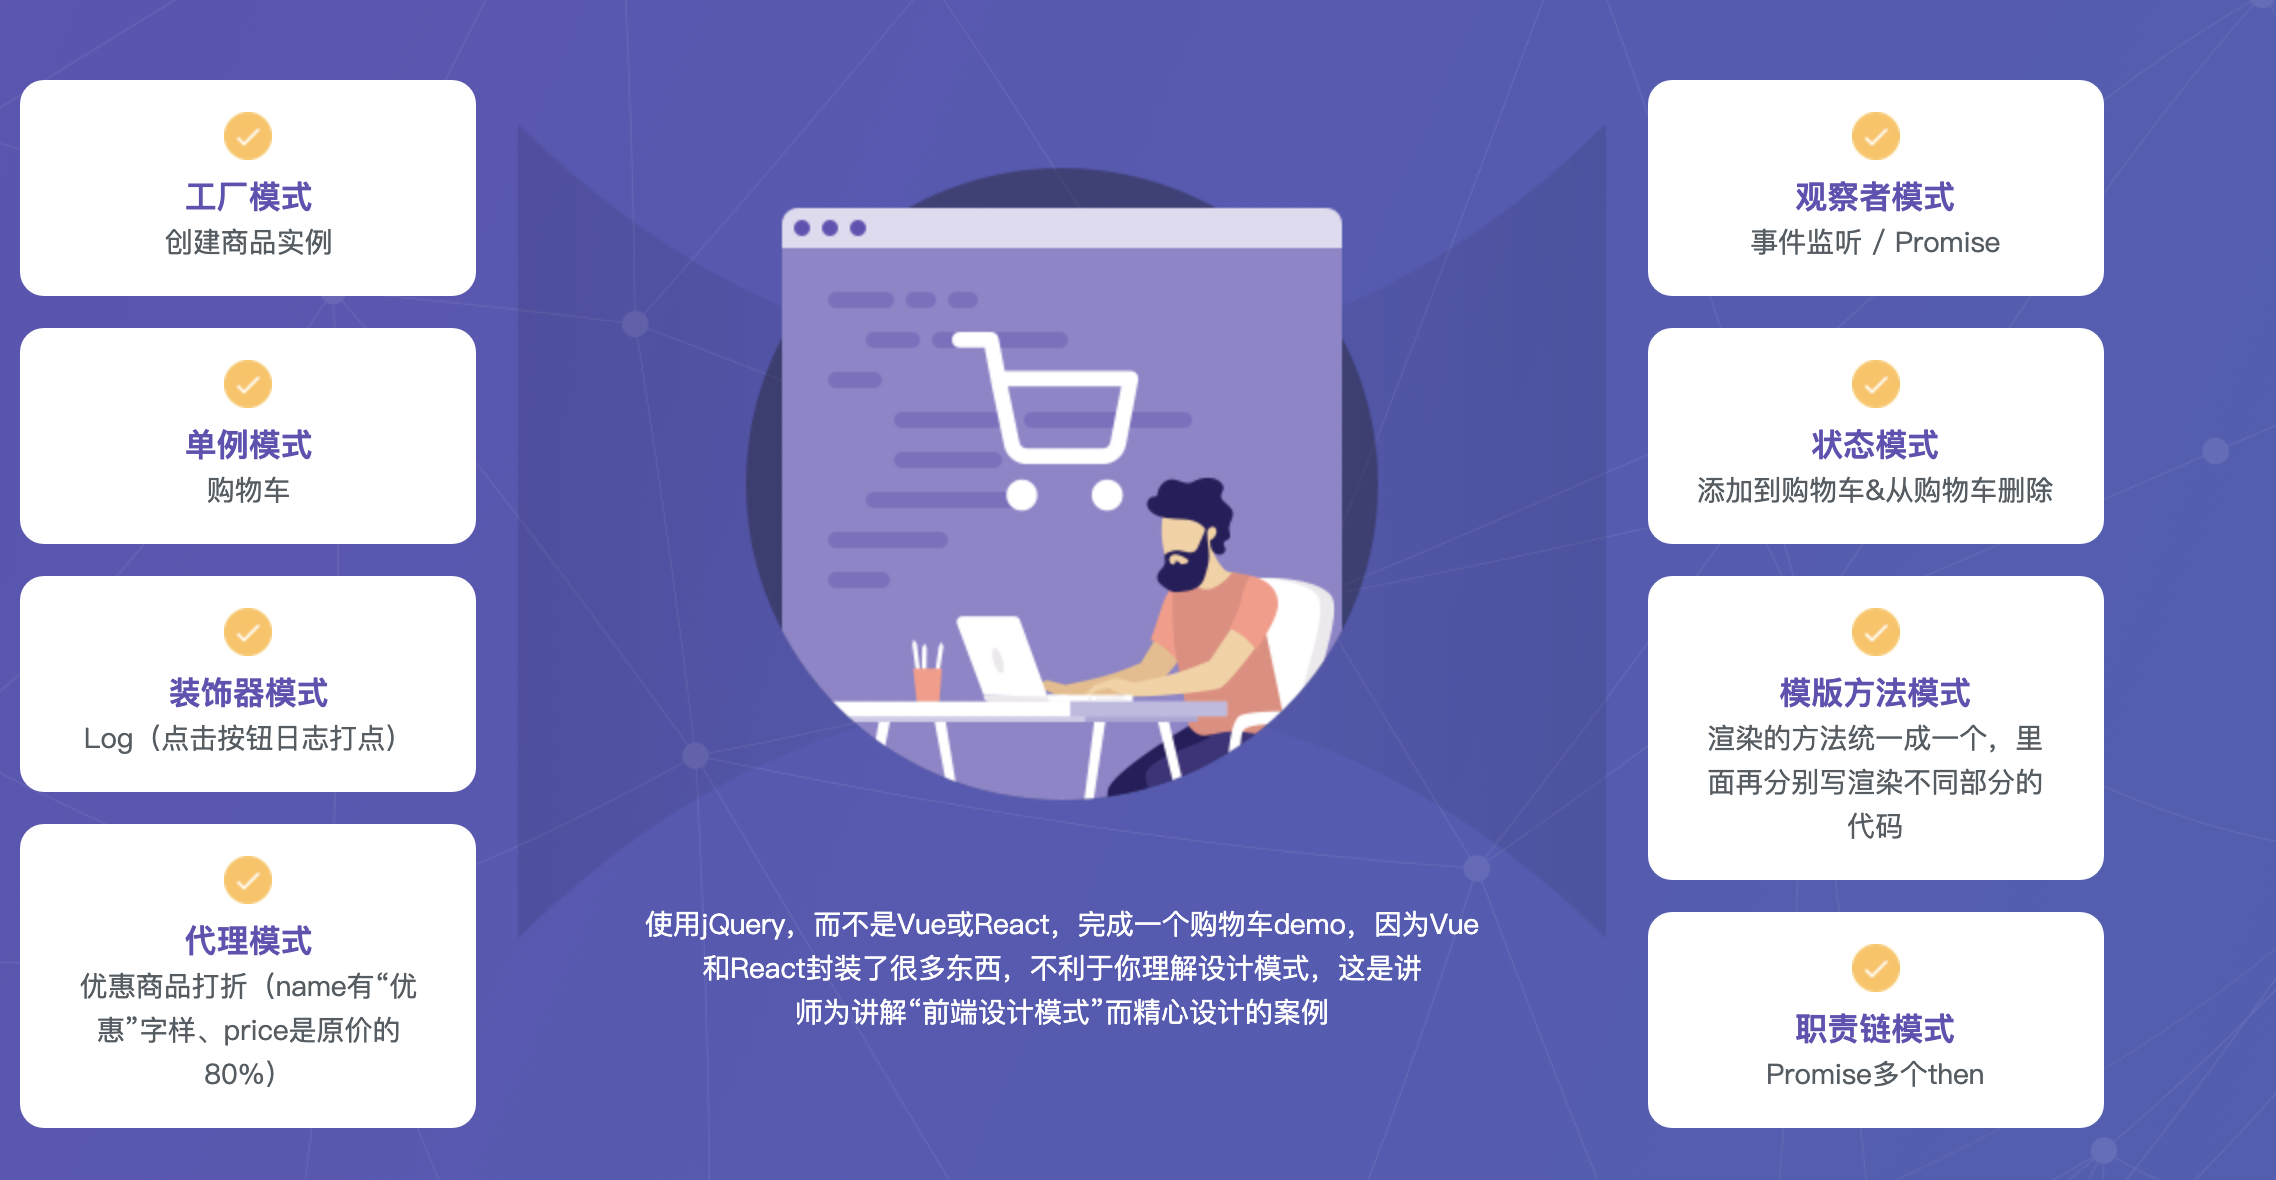 工厂模式
创建商品实例
单例模式
购物车
装饰器模式
Log（点击按钮日志打点）
代理模式
优惠商品打折（name有“优
惠”字样、price是原价的
80%）
使用jQuery，而不是Vue或React，完成一个购物车demo，因为Vue
和React封装了很多东西，不利于你理解设计模式，这是讲
师为讲解“前端设计模式”而精心设计的案例
观察者模式
事件监听 / Promise
状态模式
添加到购物车&从购物车删除
模版方法模式
渲染的方法统一成一个，里
面再分别写渲染不同部分的
代码
职责链模式
Promise多个then